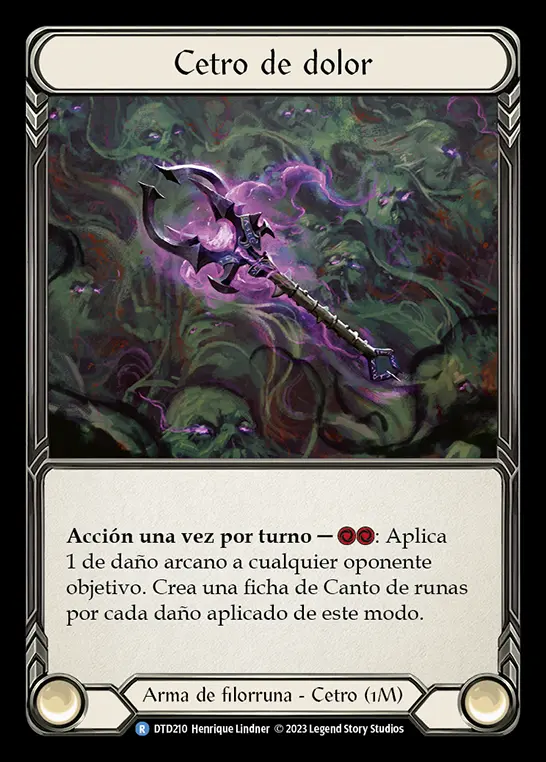 Cetro de dolor
Acción una vez por turno — : Aplica
1 de daño arcano a cualquier oponente
objetivo. Crea una ficha de Canto de runas
por cada daño aplicado de este modo.
Arma de filorruna - Cetro (1M)
R DTD210 Henrique Lindner © 2023 Legend Story Studios